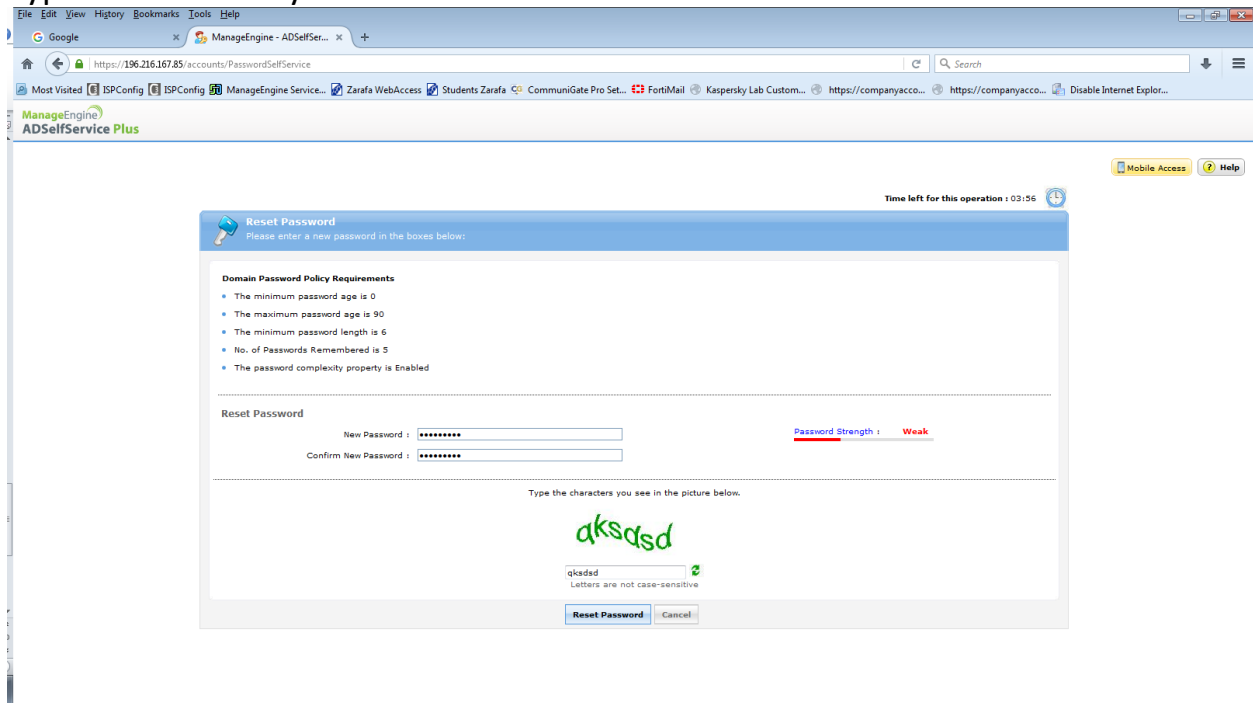 File Edit View History Bookmarks Tools Help
Google ManageEngine - ADSelfSer...
https://196.216.167.85/accounts/PasswordSelfService Search
Most Visited ISPConfig ISPConfig ManageEngine Service... Zarafa WebAccess Students Zarafa CommuniGate Pro Set... FortiMail Kaspersky Lab Custom... https://companyacco... https://companyacco... Disable Internet Explor...
ManageEngine
ADSelfService Plus
Mobile Access ? Help
Time left for this operation : 03:56
Reset Password
Please enter a new password in the boxes below:
Domain Password Policy Requirements
• The minimum password age is 0
• The maximum password age is 90
• The minimum password length is 6
• No. of Passwords Remembered is 5
• The password complexity property is Enabled
Reset Password
New Password : ••••••••• Password Strength : Weak
Confirm New Password : •••••••••
Type the characters you see in the picture below.
qksdsd
qksdsd
Letters are not case-sensitive
Reset Password Cancel